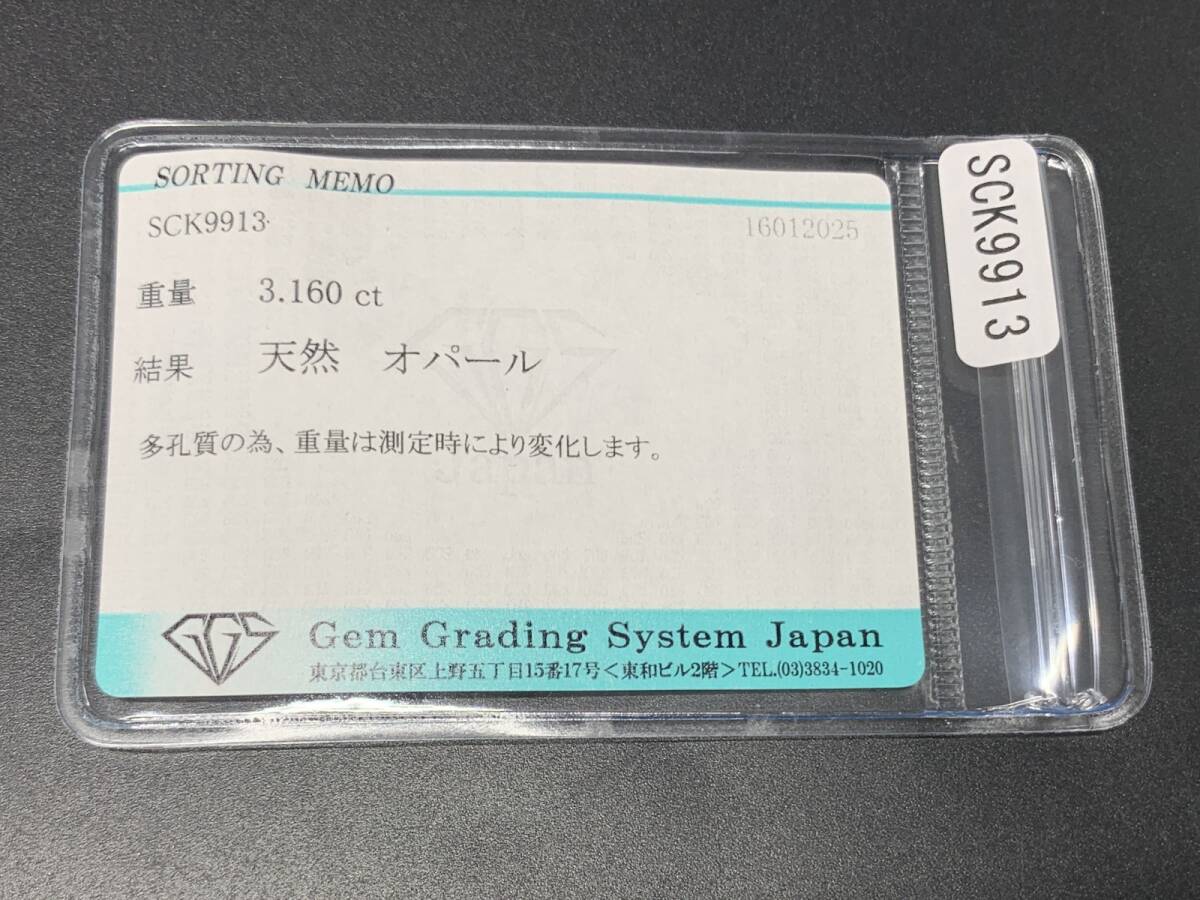 SORTING MEMO
SCK9913
16012025
重量 3.160 ct
結果 天然 オパール
多孔質の為、重量は測定時により変化します。
GGS
Gem Grading System Japan
東京都台東区上野五丁目15番17号<東和ビル2階>TEL.(03)3834-1020
SCK9913